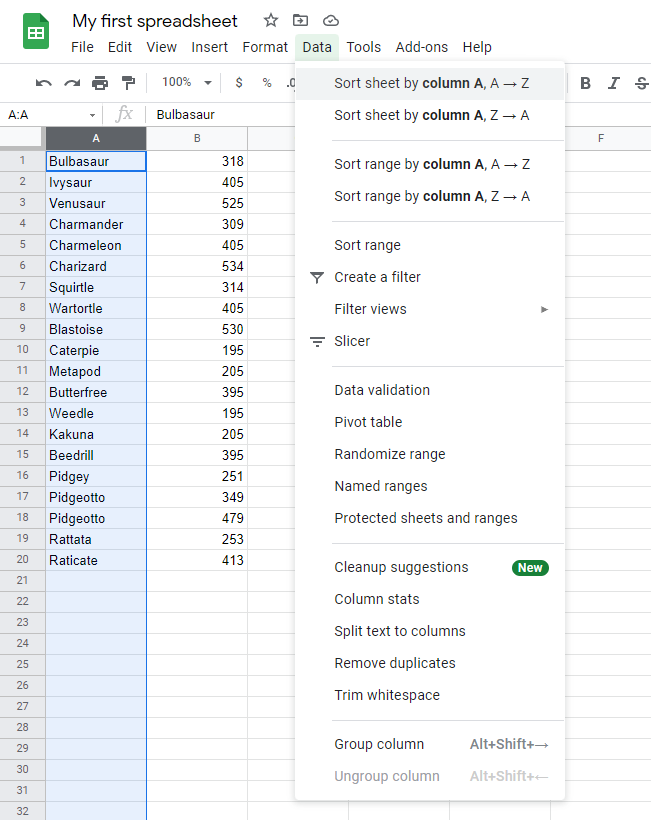 My first spreadsheet
File Edit View Insert Format Data Tools Add-ons Help
100% $ % .0 B I S
A:A fx Bulbasaur
A B F
1 Bulbasaur 318
2 Ivysaur 405
3 Venusaur 525
4 Charmander 309
5 Charmeleon 405
6 Charizard 534
7 Squirtle 314
8 Wartortle 405
9 Blastoise 530
10 Caterpie 195
11 Metapod 205
12 Butterfree 395
13 Weedle 195
14 Kakuna 205
15 Beedrill 395
16 Pidgey 251
17 Pidgeotto 349
18 Pidgeotto 479
19 Rattata 253
20 Raticate 413
21
22
23
24
25
26
27
28
29
30
31
32
Sort sheet by column A, A → Z
Sort sheet by column A, Z → A
Sort range by column A, A → Z
Sort range by column A, Z → A
Sort range
Create a filter
Filter views
Slicer
Data validation
Pivot table
Randomize range
Named ranges
Protected sheets and ranges
Cleanup suggestions New
Column stats
Split text to columns
Remove duplicates
Trim whitespace
Group column Alt+Shift+→
Ungroup column Alt+Shift+←